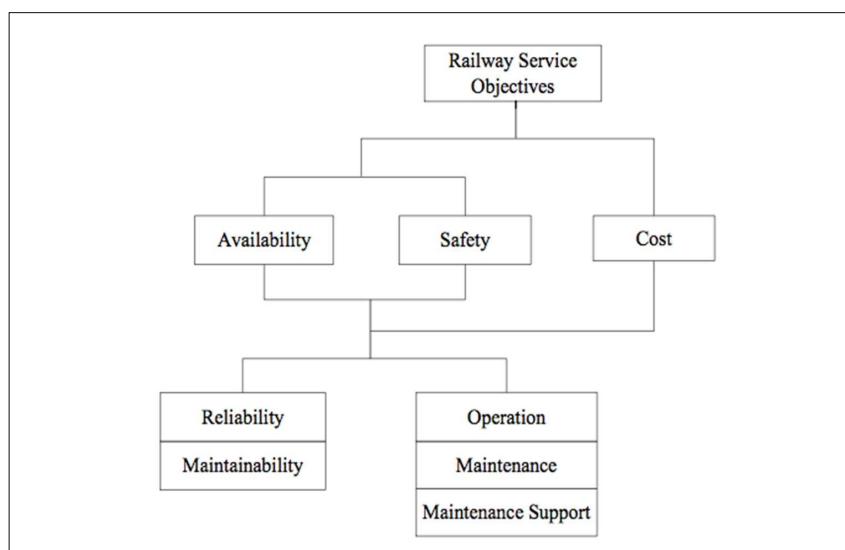 Railway Service
Objectives
Availability
Safety
Cost
Reliability
Operation
Maintainability
Maintenance
Maintenance Support